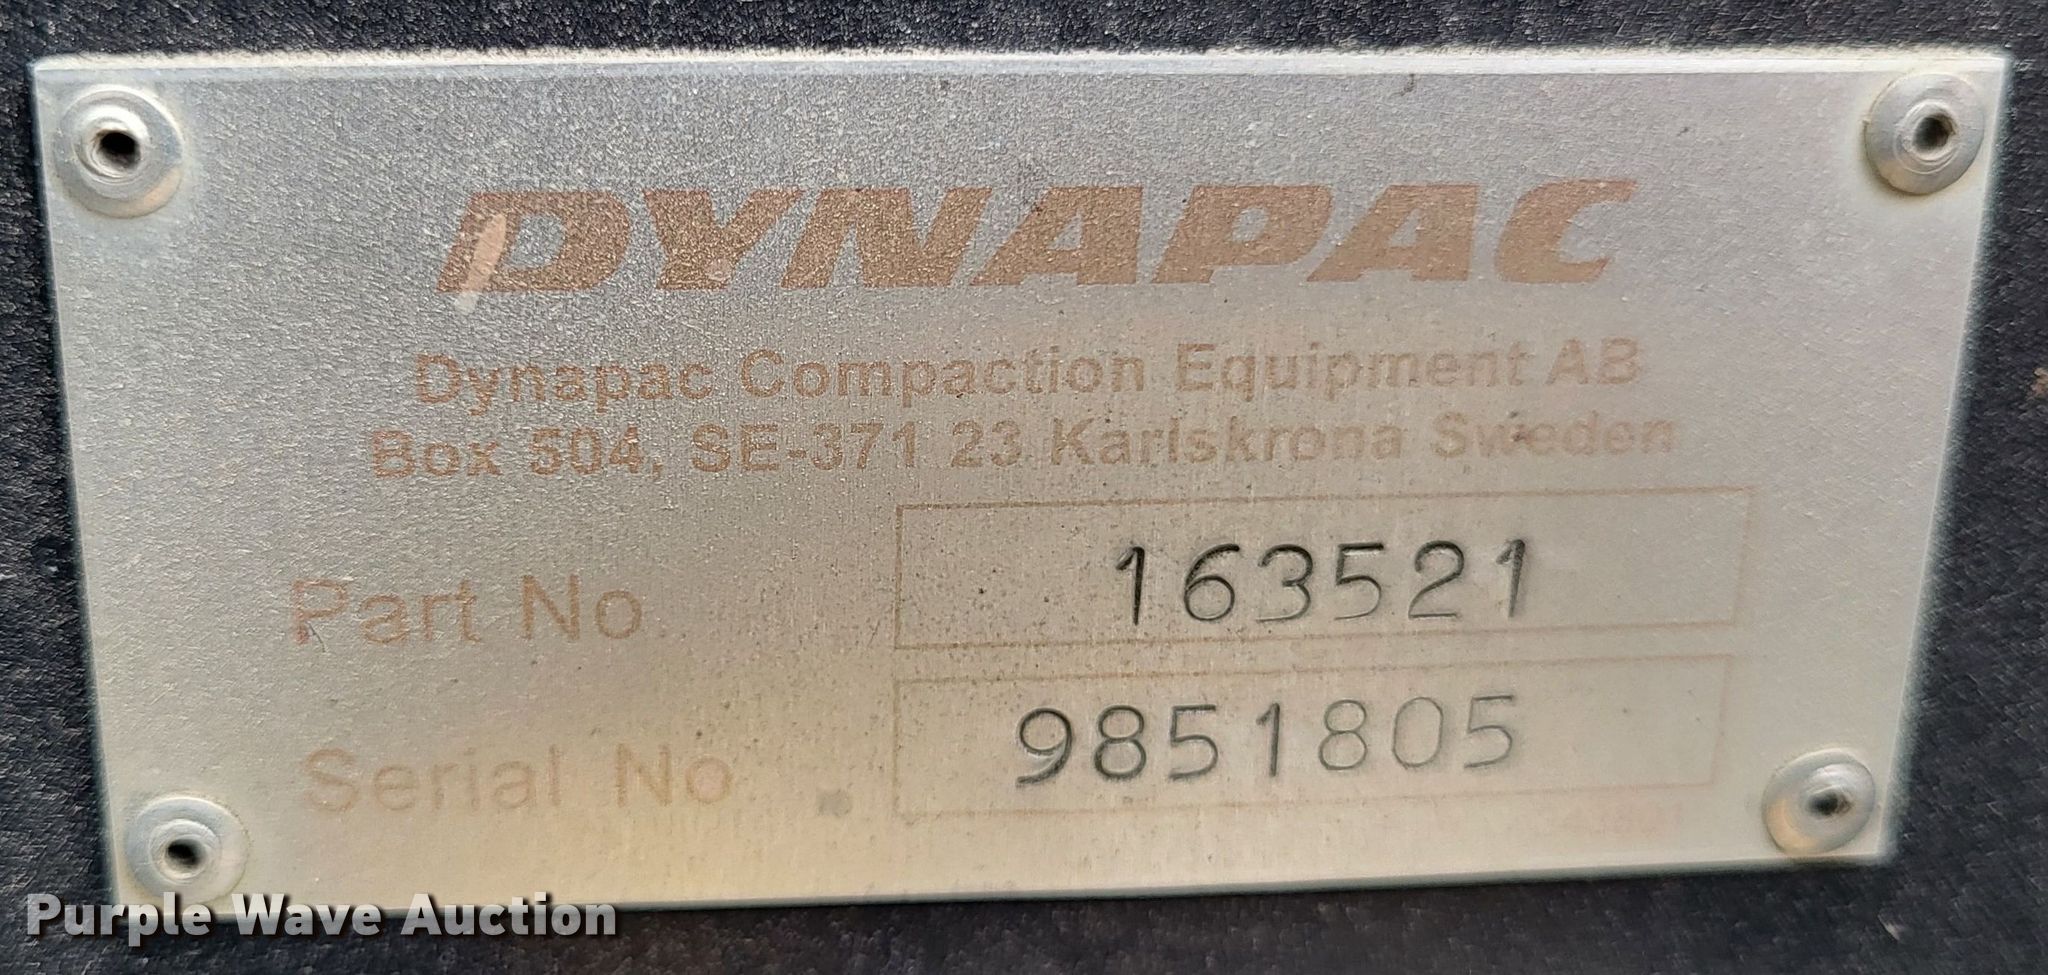 DYNAPAC
Dynapac Compaction Equipment AB
Box 504, SE-371 23 Karlskrona Sweden
Part No 163521
Serial No 9851805
Purple Wave Auction